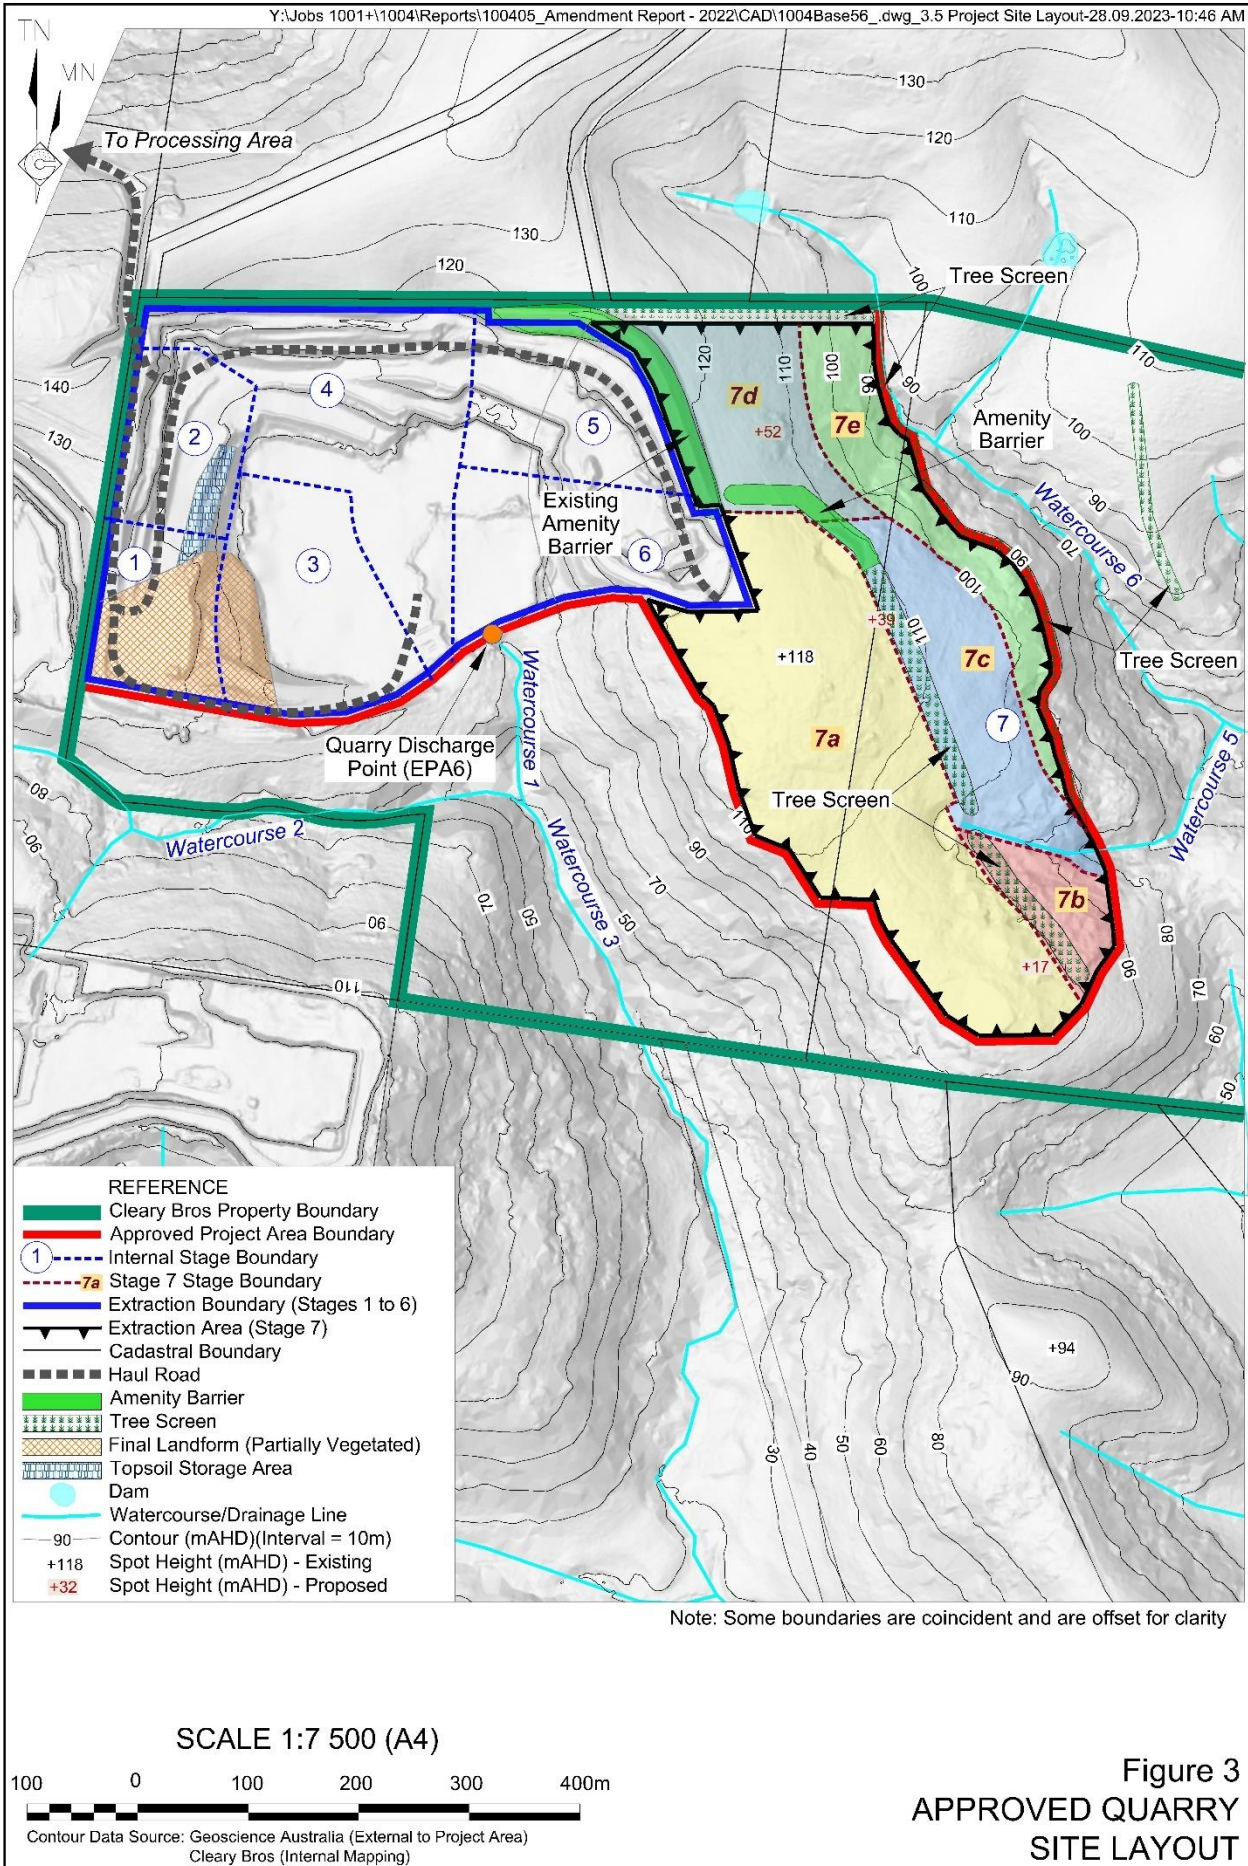 Y:\Jobs 1001+\1004\Reports\100405_Amendment Report - 2022\CAD\1004Base56_.dwg_3.5 Project Site Layout-28.09.2023-10:46 AM
TN
MN
To Processing Area
130
120
110
130
120
100
Tree Screen
90
110
140
130
4
2
5
120
110
100
90
7d
7e
+52
Amenity
Barrier
100
90
Existing
Amenity
Barrier
Watercourse 6
70
1
3
6
90
100
+39
110
+118
7c
Tree Screen
Watercourse 1
7a
7
Quarry Discharge
Point (EPA6)
Tree Screen
Watercourse 5
80
90
Watercourse 2
Watercourse 3
110
90
70
50
7b
90
70
50
50
+17
90
80
70
60
50
110
REFERENCE
Cleary Bros Property Boundary
Approved Project Area Boundary
1 Internal Stage Boundary
7a Stage 7 Stage Boundary
Extraction Boundary (Stages 1 to 6)
Extraction Area (Stage 7)
Cadastral Boundary
Haul Road
Amenity Barrier
Tree Screen
Final Landform (Partially Vegetated)
Topsoil Storage Area
Dam
Watercourse/Drainage Line
90 Contour (mAHD)(Interval = 10m)
+118 Spot Height (mAHD) - Existing
+32 Spot Height (mAHD) - Proposed
+94
90
30
40
50
60
80
Note: Some boundaries are coincident and are offset for clarity
SCALE 1:7 500 (A4)
100 0 100 200 300 400m
Contour Data Source: Geoscience Australia (External to Project Area)
Cleary Bros (Internal Mapping)
Figure 3
APPROVED QUARRY
SITE LAYOUT